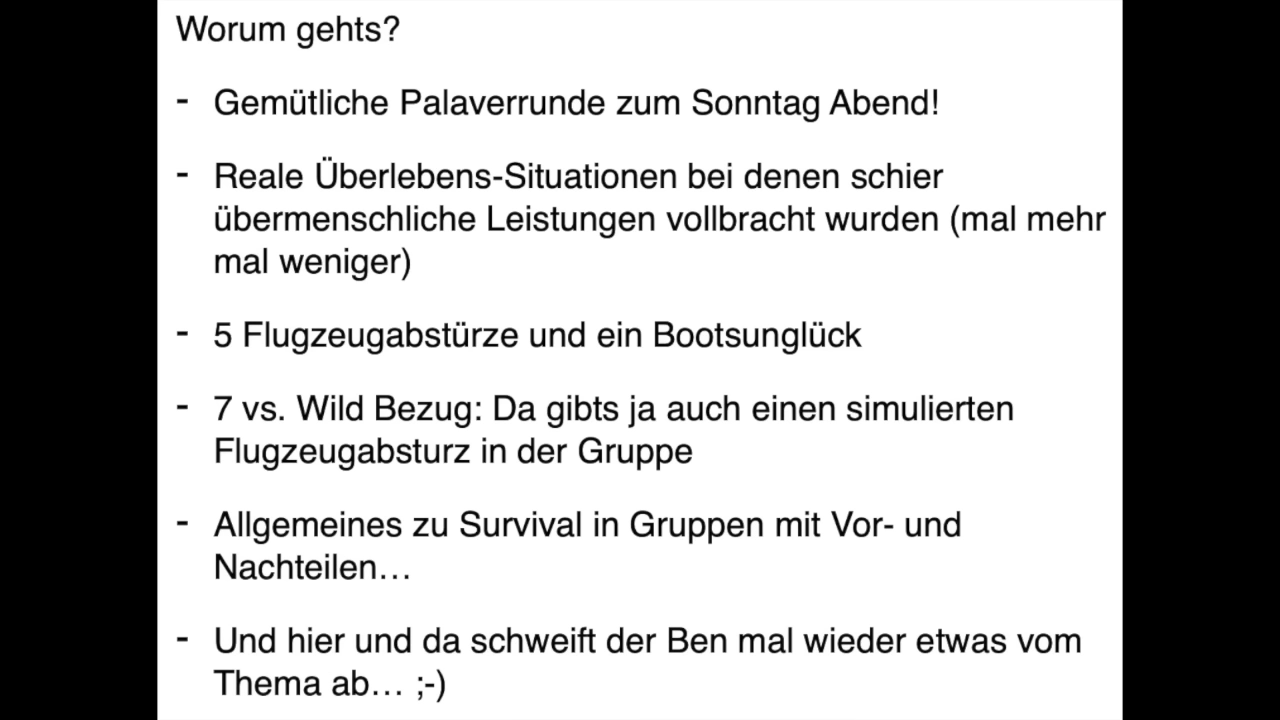 Worum gehts?
- Gemütliche Palaverrunde zum Sonntag Abend!
- Reale Überlebens-Situationen bei denen schier
übermenschliche Leistungen vollbracht wurden (mal mehr
mal weniger)
- 5 Flugzeugabstürze und ein Bootsunglück
- 7 vs. Wild Bezug: Da gibts ja auch einen simulierten
Flugzeugabsturz in der Gruppe
- Allgemeines zu Survival in Gruppen mit Vor- und
Nachteilen…
- Und hier und da schweift der Ben mal wieder etwas vom
Thema ab… ;-)